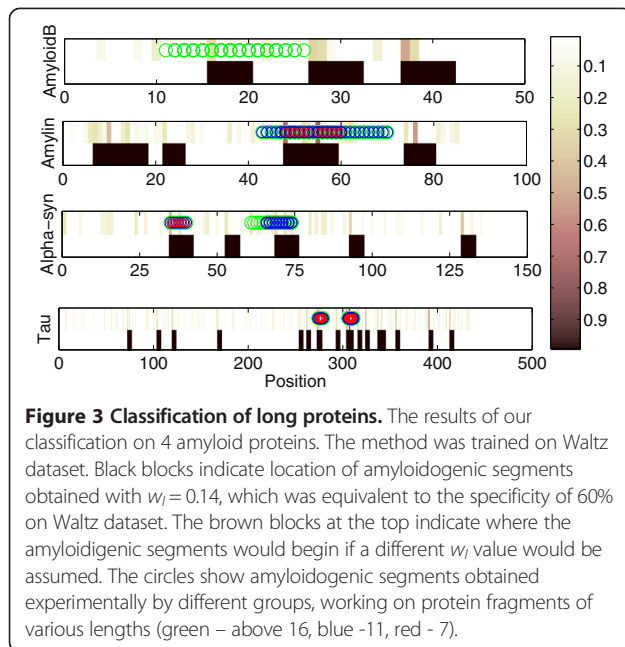 AmyloidB
0 10 20 30 40 50
Amylin
0 20 40 60 80 100
Alpha-syn
0 25 50 75 100 125 150
Tau
0 100 200 300 400 500
Position
0.1
0.2
0.3
0.4
0.5
0.6
0.7
0.8
0.9
Figure 3 Classification of long proteins. The results of our
classification on 4 amyloid proteins. The method was trained on Waltz
dataset. Black blocks indicate location of amyloidogenic segments
obtained with wₗ = 0.14, which was equivalent to the specificity of 60%
on Waltz dataset. The brown blocks at the top indicate where the
amyloidigenic segments would begin if a different wₗ value would be
assumed. The circles show amyloidogenic segments obtained
experimentally by different groups, working on protein fragments of
various lengths (green – above 16, blue -11, red - 7).